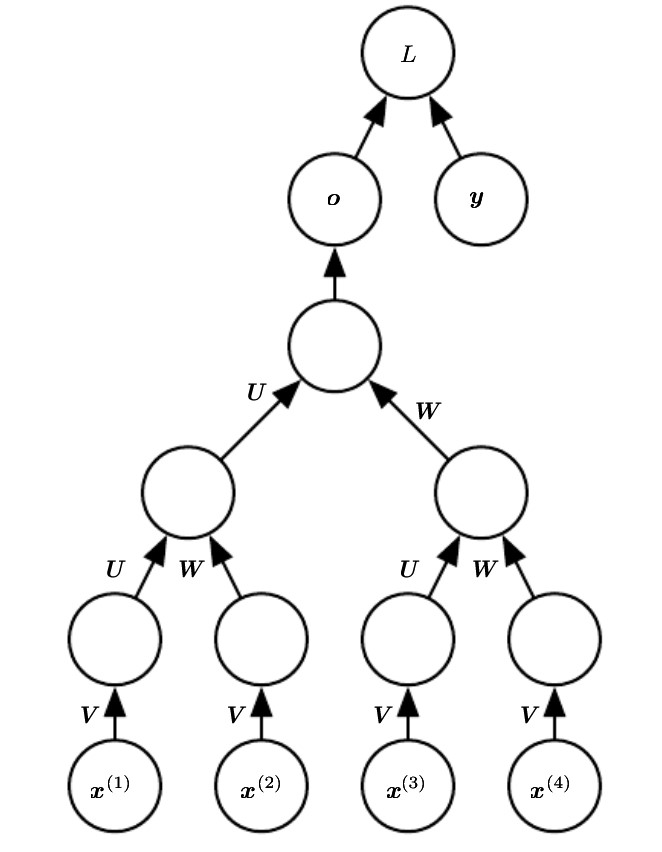 L
o y
U W
U W U W
V V V V
x^(1) x^(2) x^(3) x^(4)